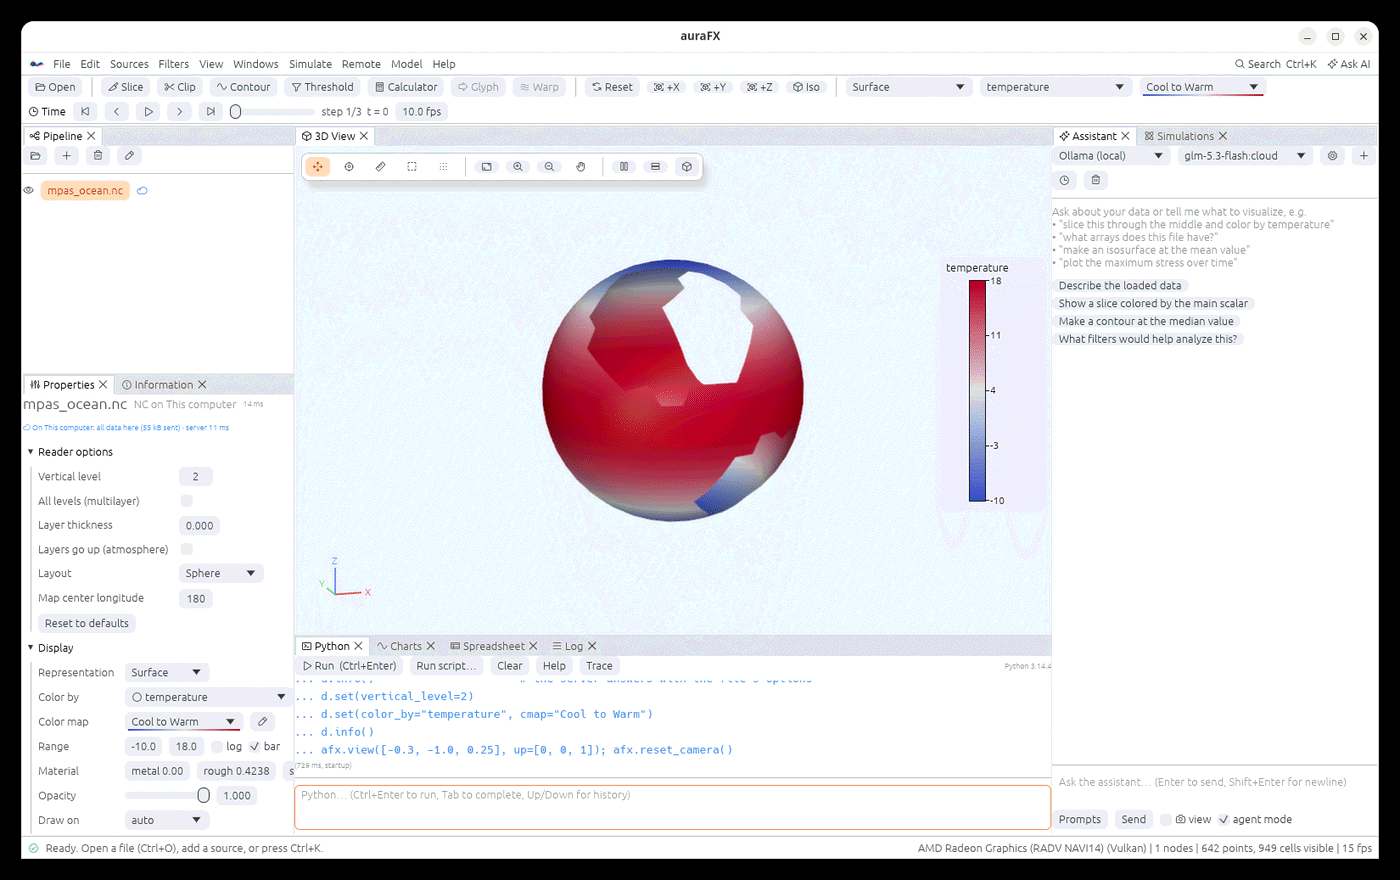 auraFX
File Edit Sources Filters View Windows Simulate Remote Model Help
Search Ctrl+K Ask AI
Open Slice Clip Contour Threshold Calculator Glyph Warp Reset +X +Y +Z Iso Surface temperature Cool to Warm
Time step 1/3 t = 0 10.0 fps
Pipeline
mpas_ocean.nc
Properties Information
mpas_ocean.nc NC on This computer 14 ms
On This computer: all data here (55 kB sent) · server 11 ms
Reader options
Vertical level 2
All levels (multilayer)
Layer thickness 0.000
Layers go up (atmosphere)
Layout Sphere
Map center longitude 180
Reset to defaults
Display
Representation Surface
Color by temperature
Color map Cool to Warm
Range -10.0 18.0 log bar
Material metal 0.00 rough 0.4238 s
Opacity 1.000
Draw on auto
3D View
temperature
18
11
4
-3
-10
Z
Y
X
Python Charts Spreadsheet Log
Run (Ctrl+Enter) Run script... Clear Help Trace
Python 3.14.4
... d.info() # the server answers with the file's options
... d.set(vertical_level=2)
... d.set(color_by="temperature", cmap="Cool to Warm")
... d.info()
... afx.view([-0.3, -1.0, 0.25], up=[0, 0, 1]); afx.reset_camera()
(729 ms, startup)
Python... (Ctrl+Enter to run, Tab to complete, Up/Down for history)
Assistant Simulations
Ollama (local) glm-5.3-flash:cloud
Ask about your data or tell me what to visualize, e.g.
• "slice this through the middle and color by temperature"
• "what arrays does this file have?"
• "make an isosurface at the mean value"
• "plot the maximum stress over time"
Describe the loaded data
Show a slice colored by the main scalar
Make a contour at the median value
What filters would help analyze this?
Ask the assistant... (Enter to send, Shift+Enter for newline)
Prompts Send view agent mode
Ready. Open a file (Ctrl+O), add a source, or press Ctrl+K.
AMD Radeon Graphics (RADV NAVI14) (Vulkan) | 1 nodes | 642 points, 949 cells visible | 15 fps